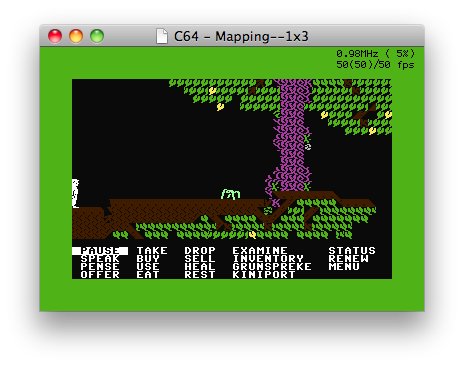 C64 - Mapping--1x3
0.98MHz ( 5%)
50(50)/50 fps
PAUSE TAKE DROP EXAMINE STATUS
SPEAK BUY SELL INVENTORY RENEW
PENSE USE HEAL GRUNSPREKE MENU
OFFER EAT REST KINIPORT